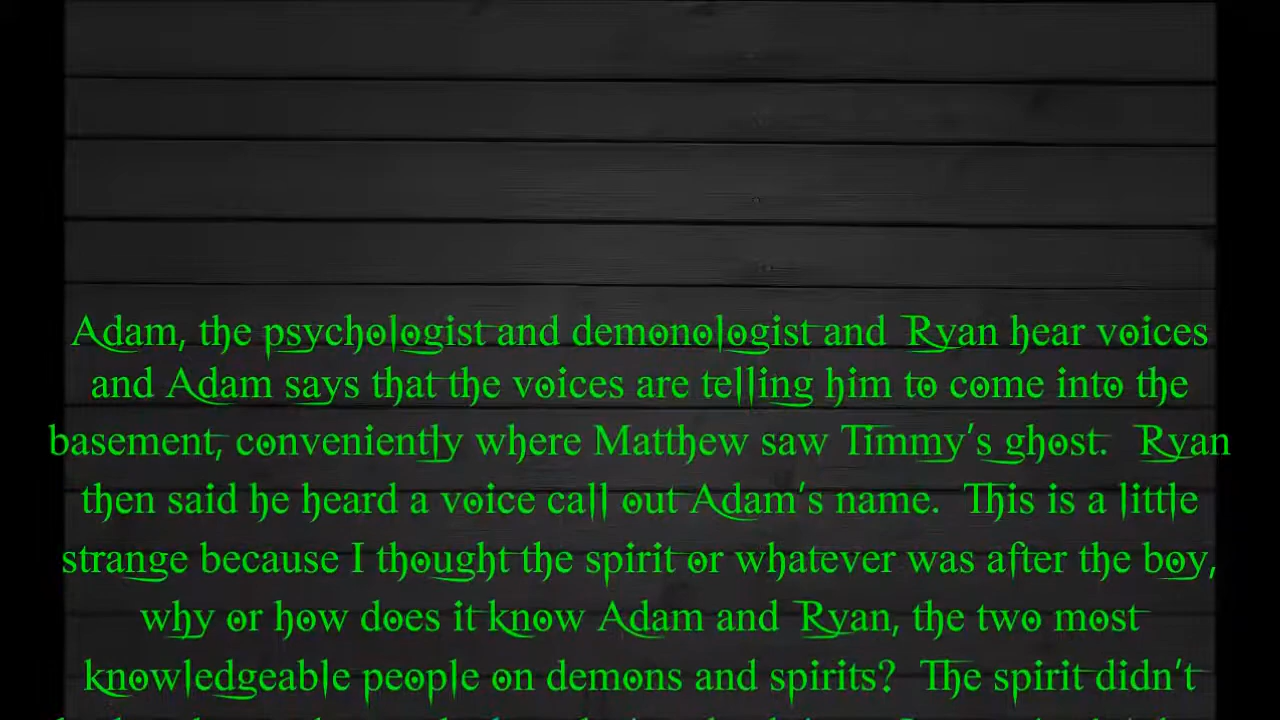 Adam, the psychologist and demonologist and Ryan hear voices
and Adam says that the voices are telling him to come into the
basement, conveniently where Matthew saw Timmy's ghost. Ryan
then said he heard a voice call out Adam's name. This is a little
strange because I thought the spirit or whatever was after the boy,
why or how does it know Adam and Ryan, the two most
knowledgeable people on demons and spirits? The spirit didn't